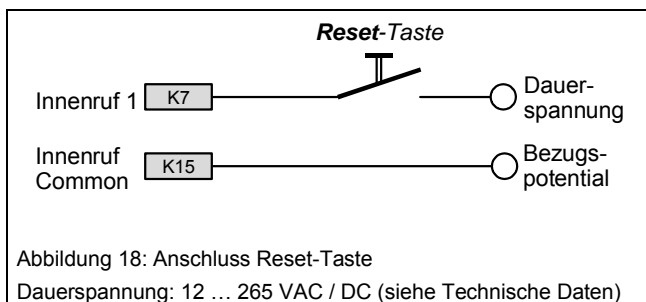 Reset-Taste
Innenruf 1 K7 Dauer-
spannung
Innenruf
Common K15 Bezugs-
potential
Abbildung 18: Anschluss Reset-Taste
Dauerspannung: 12 … 265 VAC / DC (siehe Technische Daten)